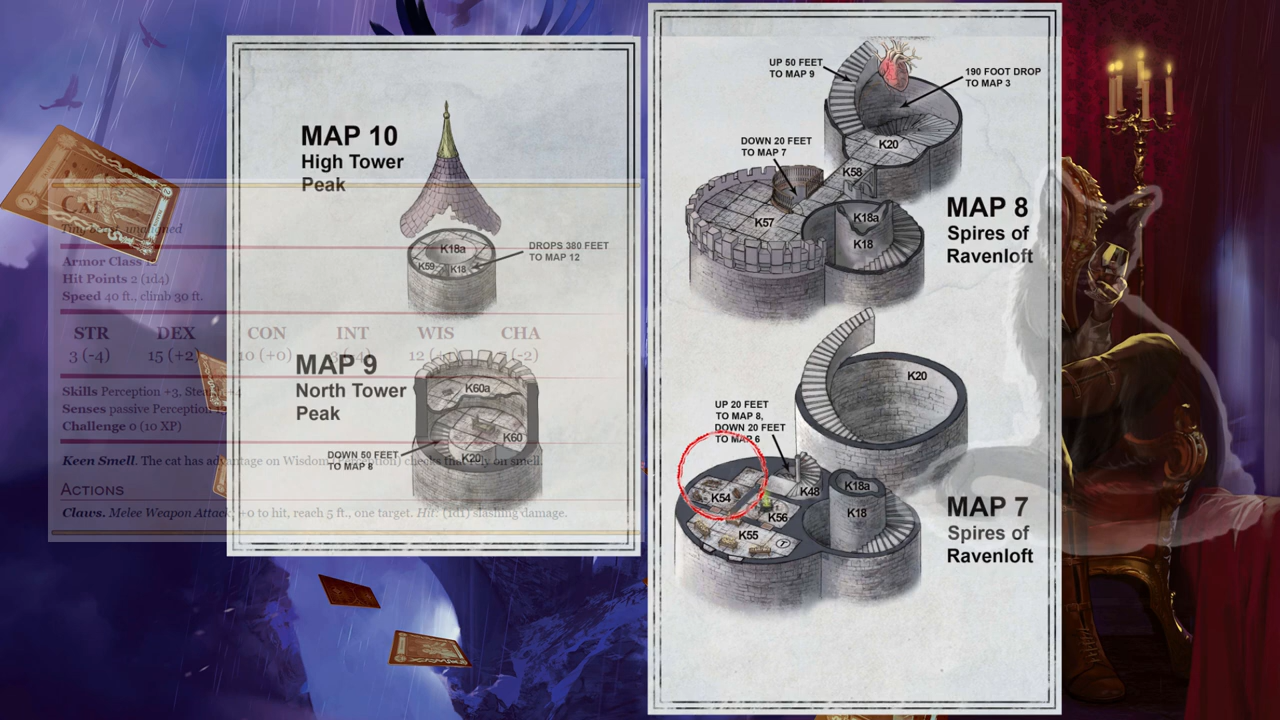 MAP 10
High Tower
Peak
K18a
K59
K18
DROPS 380 FEET
TO MAP 12
MAP 9
North Tower
Peak
K60a
K60
K20
DOWN 50 FEET
TO MAP 8
UP 50 FEET
TO MAP 9
190 FOOT DROP
TO MAP 3
K20
DOWN 20 FEET
TO MAP 7
K58
K57
K18a
K18
MAP 8
Spires of
Ravenloft
K20
UP 20 FEET
TO MAP 8,
DOWN 20 FEET
TO MAP 6
K54
K48
K18a
K18
K56
K55
T
MAP 7
Spires of
Ravenloft
Cat
Tiny beast, unaligned
Armor Class
Hit Points 2 (1d4)
Speed 40 ft., climb 30 ft.
STR DEX CON INT WIS CHA
3 (-4) 15 (+2) 10 (+0) 12 (-2)
Skills Perception +3,
Senses passive Perception
Challenge 0 (10 XP)
Keen Smell. The cat has advantage on Wisdom (Perception) checks that rely on smell.
Actions
Claws. Melee Weapon Attack: +0 to hit, reach 5 ft., one target. Hit: (1d1) slashing damage.